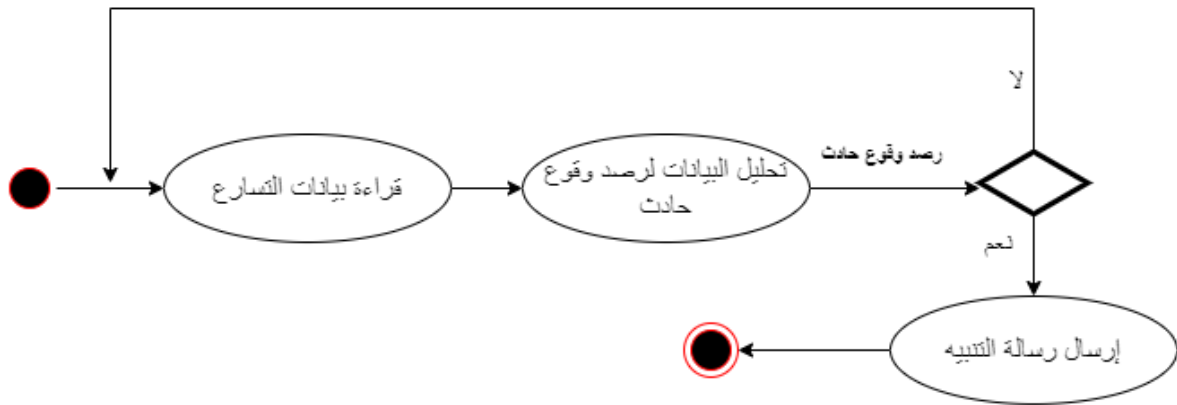 لا
رصد وقوع حادث
تحليل البيانات لرصد وقوع
حادث
قراءة بيانات التسارع
نعم
إرسال رسالة التنبيه